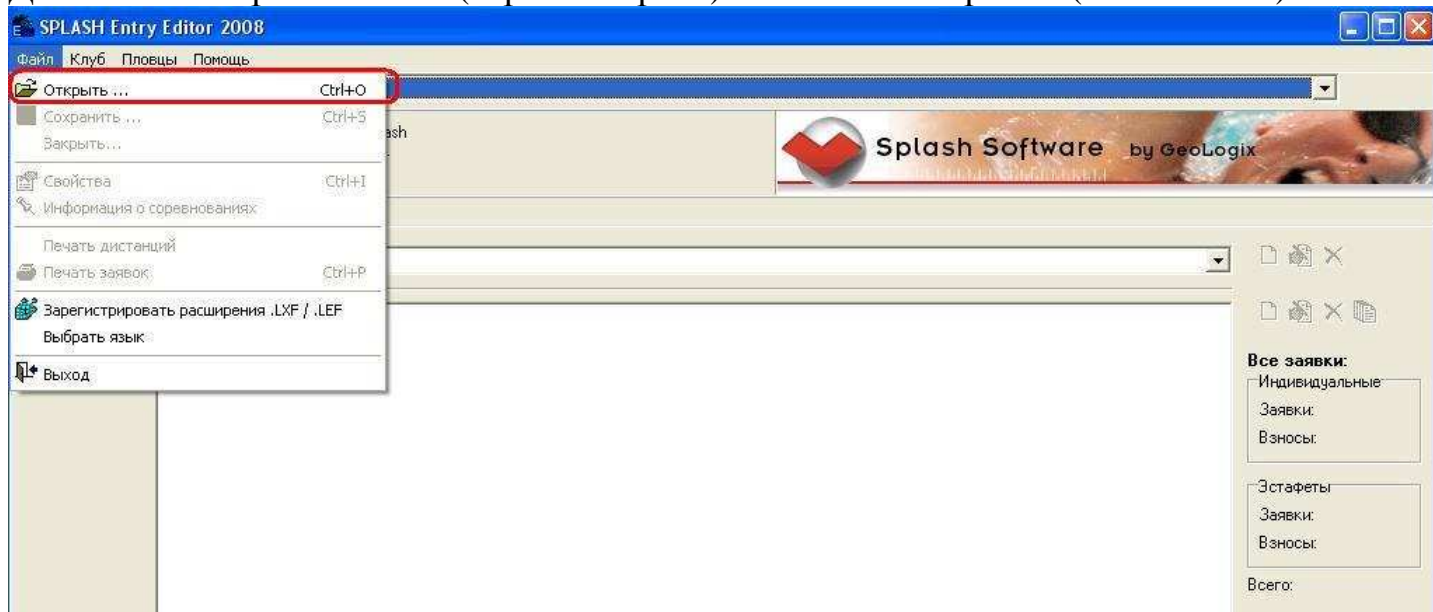 SPLASH Entry Editor 2008
Файл Клуб Пловцы Помощь
Открыть ... Ctrl+O
Сохранить ... Ctrl+S
ash
Закрыть...
Splash Software by GeoLogix
Свойства Ctrl+I
Информация о соревнованиях
Печать дистанций
Печать заявок Ctrl+P
Зарегистрировать расширения .LXF / .LEF
Выбрать язык
Выход
Все заявки:
Индивидуальные
Заявки:
Взносы:
Эстафеты
Заявки:
Взносы:
Всего: